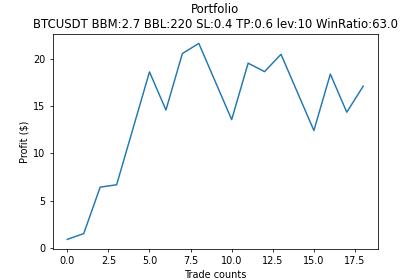 Portfolio
BTCUSDT BBM:2.7 BBL:220 SL:0.4 TP:0.6 lev:10 WinRatio:63.0
20
15
10
5
0
Profit ($)
0.0 2.5 5.0 7.5 10.0 12.5 15.0 17.5
Trade counts